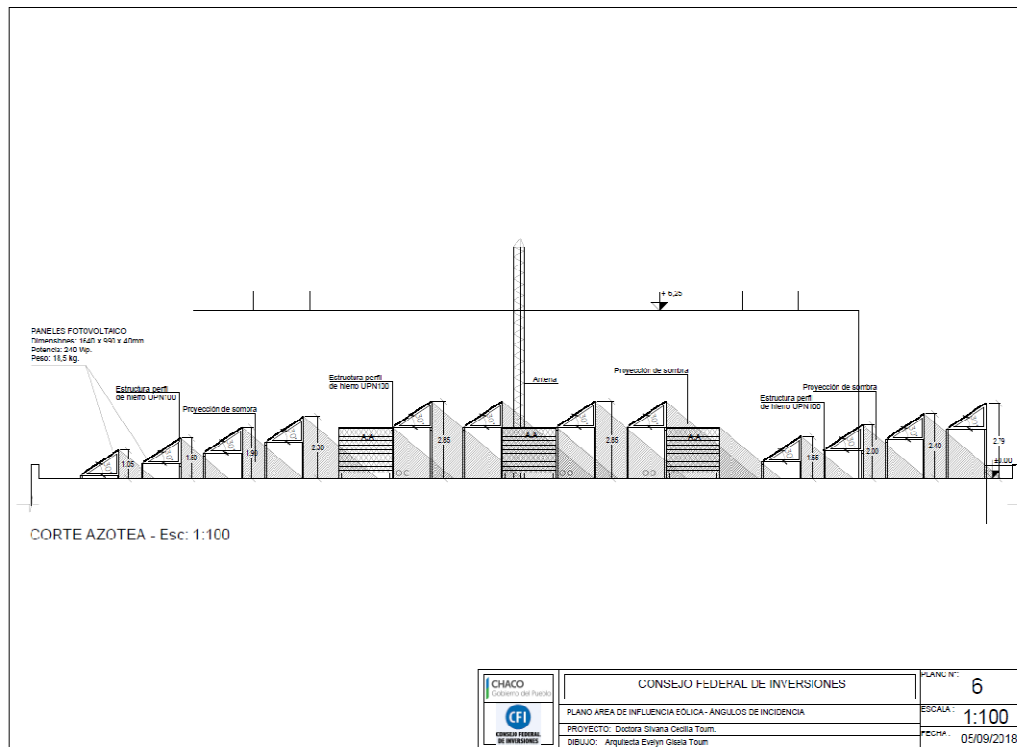 + 6,25
PANELES FOTOVOLTAICO
Dimensiones: 1640 x 990 x 40mm
Potencia: 240 Wp.
Peso: 18,5 kg.
Estructura perfil
de hierro UPN100
Proyección de sombra
Estructura perfil
de hierro UPN100
Antena
Proyección de sombra
Estructura perfil
de hierro UPN100
Proyección de sombra
1.05
1.50
1.90
2.30
A.A
2.85
A.A
2.85
A.A
1.55
2.00
2.40
2.79
±0.00
CORTE AZOTEA - Esc: 1:100
CHACO
Gobierno del Pueblo
CFI
CONSEJO FEDERAL
DE INVERSIONES
CONSEJO FEDERAL DE INVERSIONES
PLANO AREA DE INFLUENCIA EÓLICA - ÁNGULOS DE INCIDENCIA
PROYECTO: Doctora Silvana Cecilia Toum.
DIBUJO: Arquitecta Evelyn Gisela Toum
PLANO Nº: 6
ESCALA : 1:100
FECHA : 05/09/2018